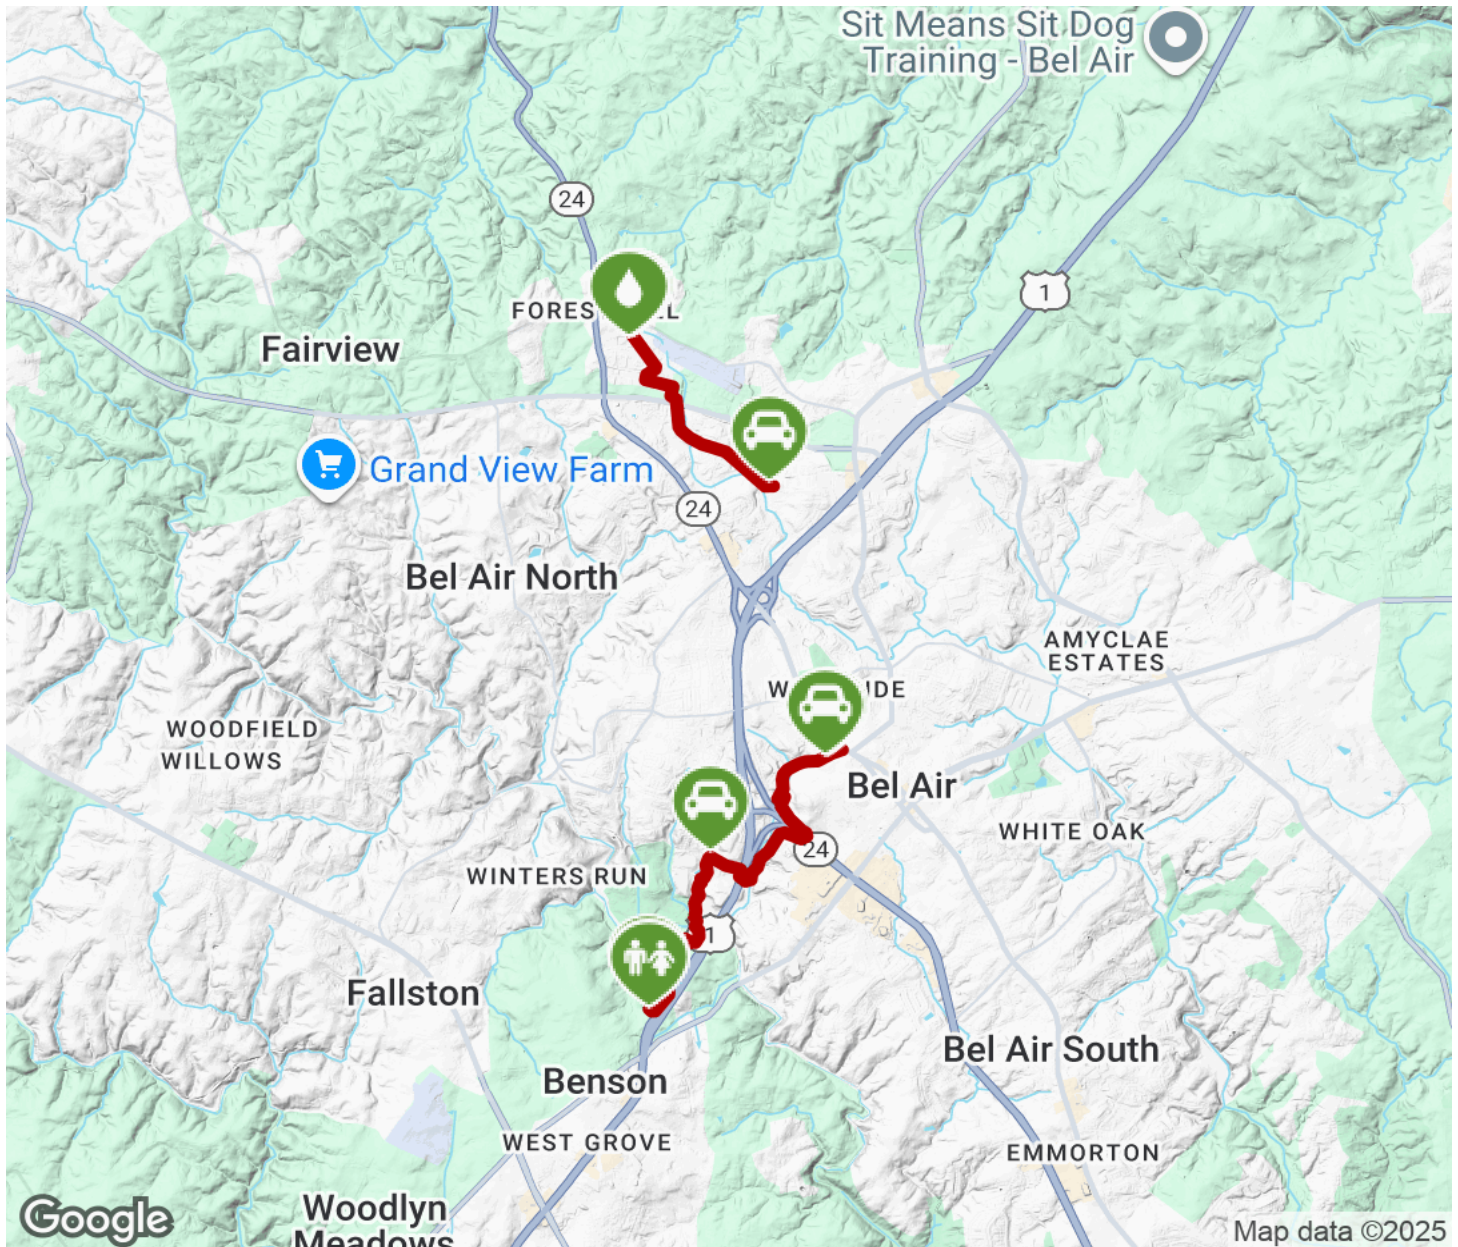 Sit Means Sit Dog
Training - Bel Air
24
1
FORES LL
Fairview
Grand View Farm
24
Bel Air North
AMYCLAE
ESTATES
W IDE
WOODFIELD
WILLOWS
Bel Air
WHITE OAK
24
WINTERS RUN
1
Fallston
Bel Air South
Benson
WEST GROVE
EMMORTON
Woodlyn
Meadows
Google
Map data ©2025